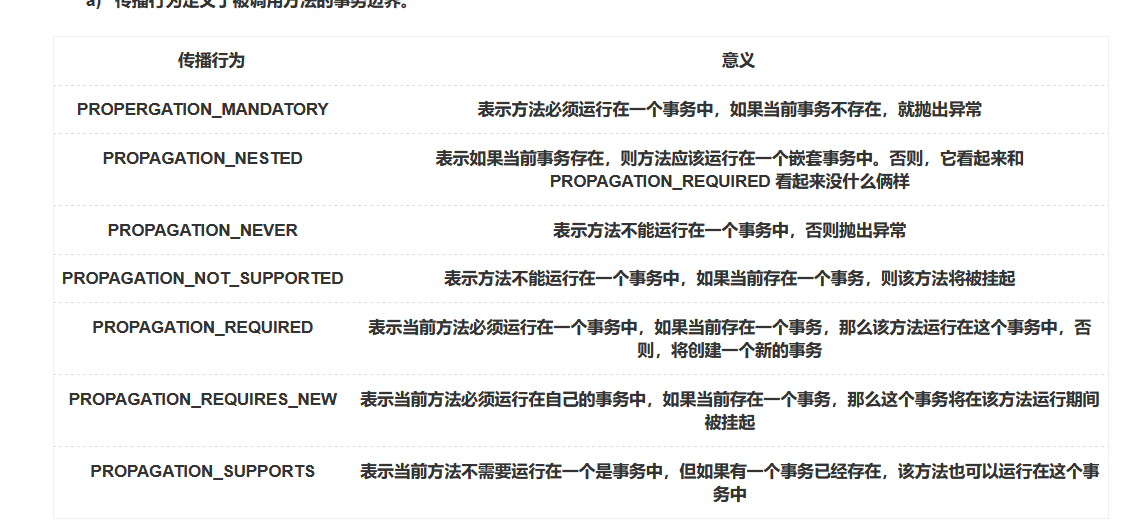 a) 传播行为定义了被调用方法的事务边界。
传播行为 意义
PROPERGATION_MANDATORY 表示方法必须运行在一个事务中，如果当前事务不存在，就抛出异常
PROPAGATION_NESTED 表示如果当前事务存在，则方法应该运行在一个嵌套事务中。否则，它看起来和
PROPAGATION_REQUIRED 看起来没什么俩样
PROPAGATION_NEVER 表示方法不能运行在一个事务中，否则抛出异常
PROPAGATION_NOT_SUPPORTED 表示方法不能运行在一个事务中，如果当前存在一个事务，则该方法将被挂起
PROPAGATION_REQUIRED 表示当前方法必须运行在一个事务中，如果当前存在一个事务，那么该方法运行在这个事务中，否
则，将创建一个新的事务
PROPAGATION_REQUIRES_NEW 表示当前方法必须运行在自己的事务中，如果当前存在一个事务，那么这个事务将在该方法运行期间
被挂起
PROPAGATION_SUPPORTS 表示当前方法不需要运行在一个是事务中，但如果有一个事务已经存在，该方法也可以运行在这个事
务中